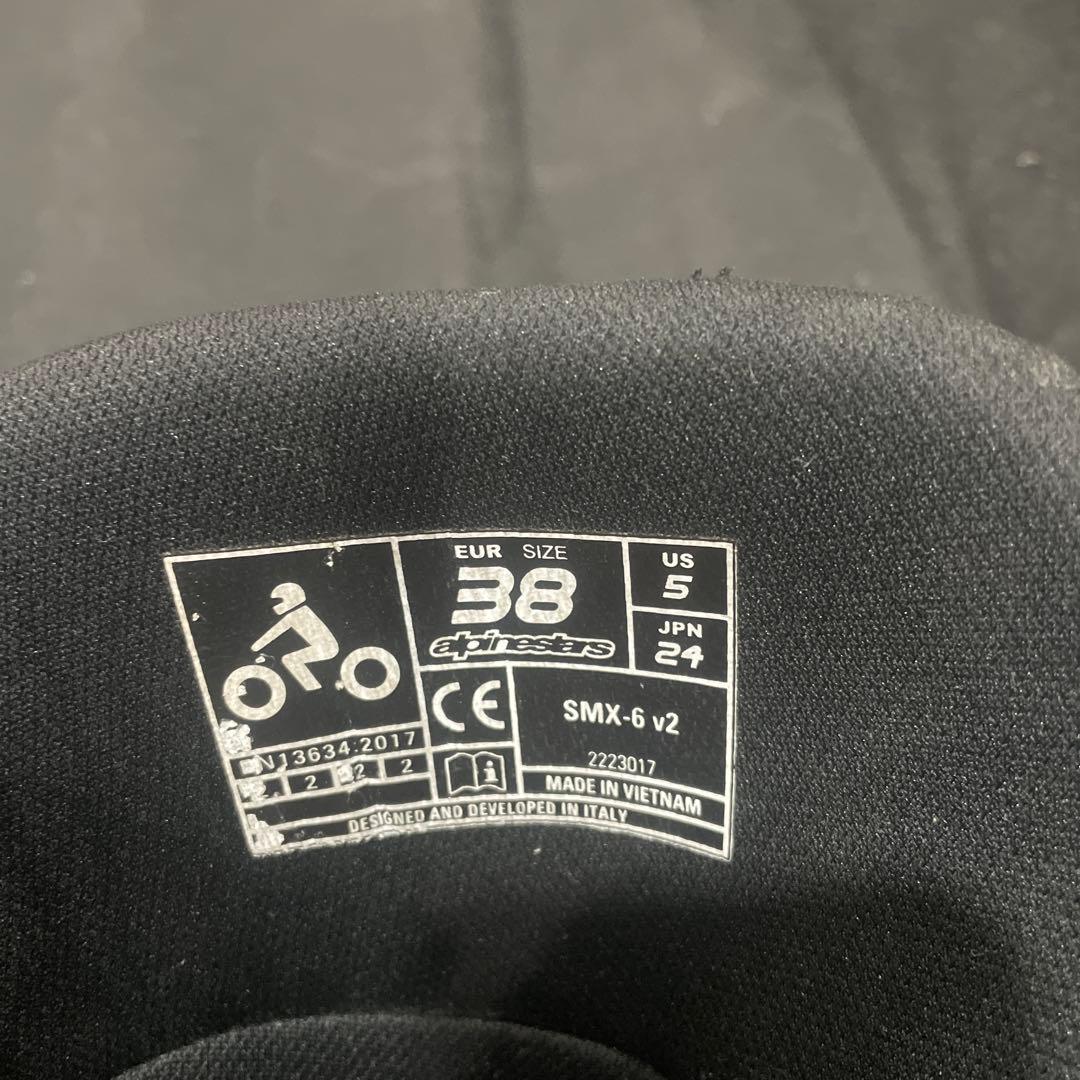 EUR SIZE
38
alpinestars
US
5
JPN
24
CE
SMX-6 v2
2223017
EN13634:2017
2 2 2 2
MADE IN VIETNAM
DESIGNED AND DEVELOPED IN ITALY